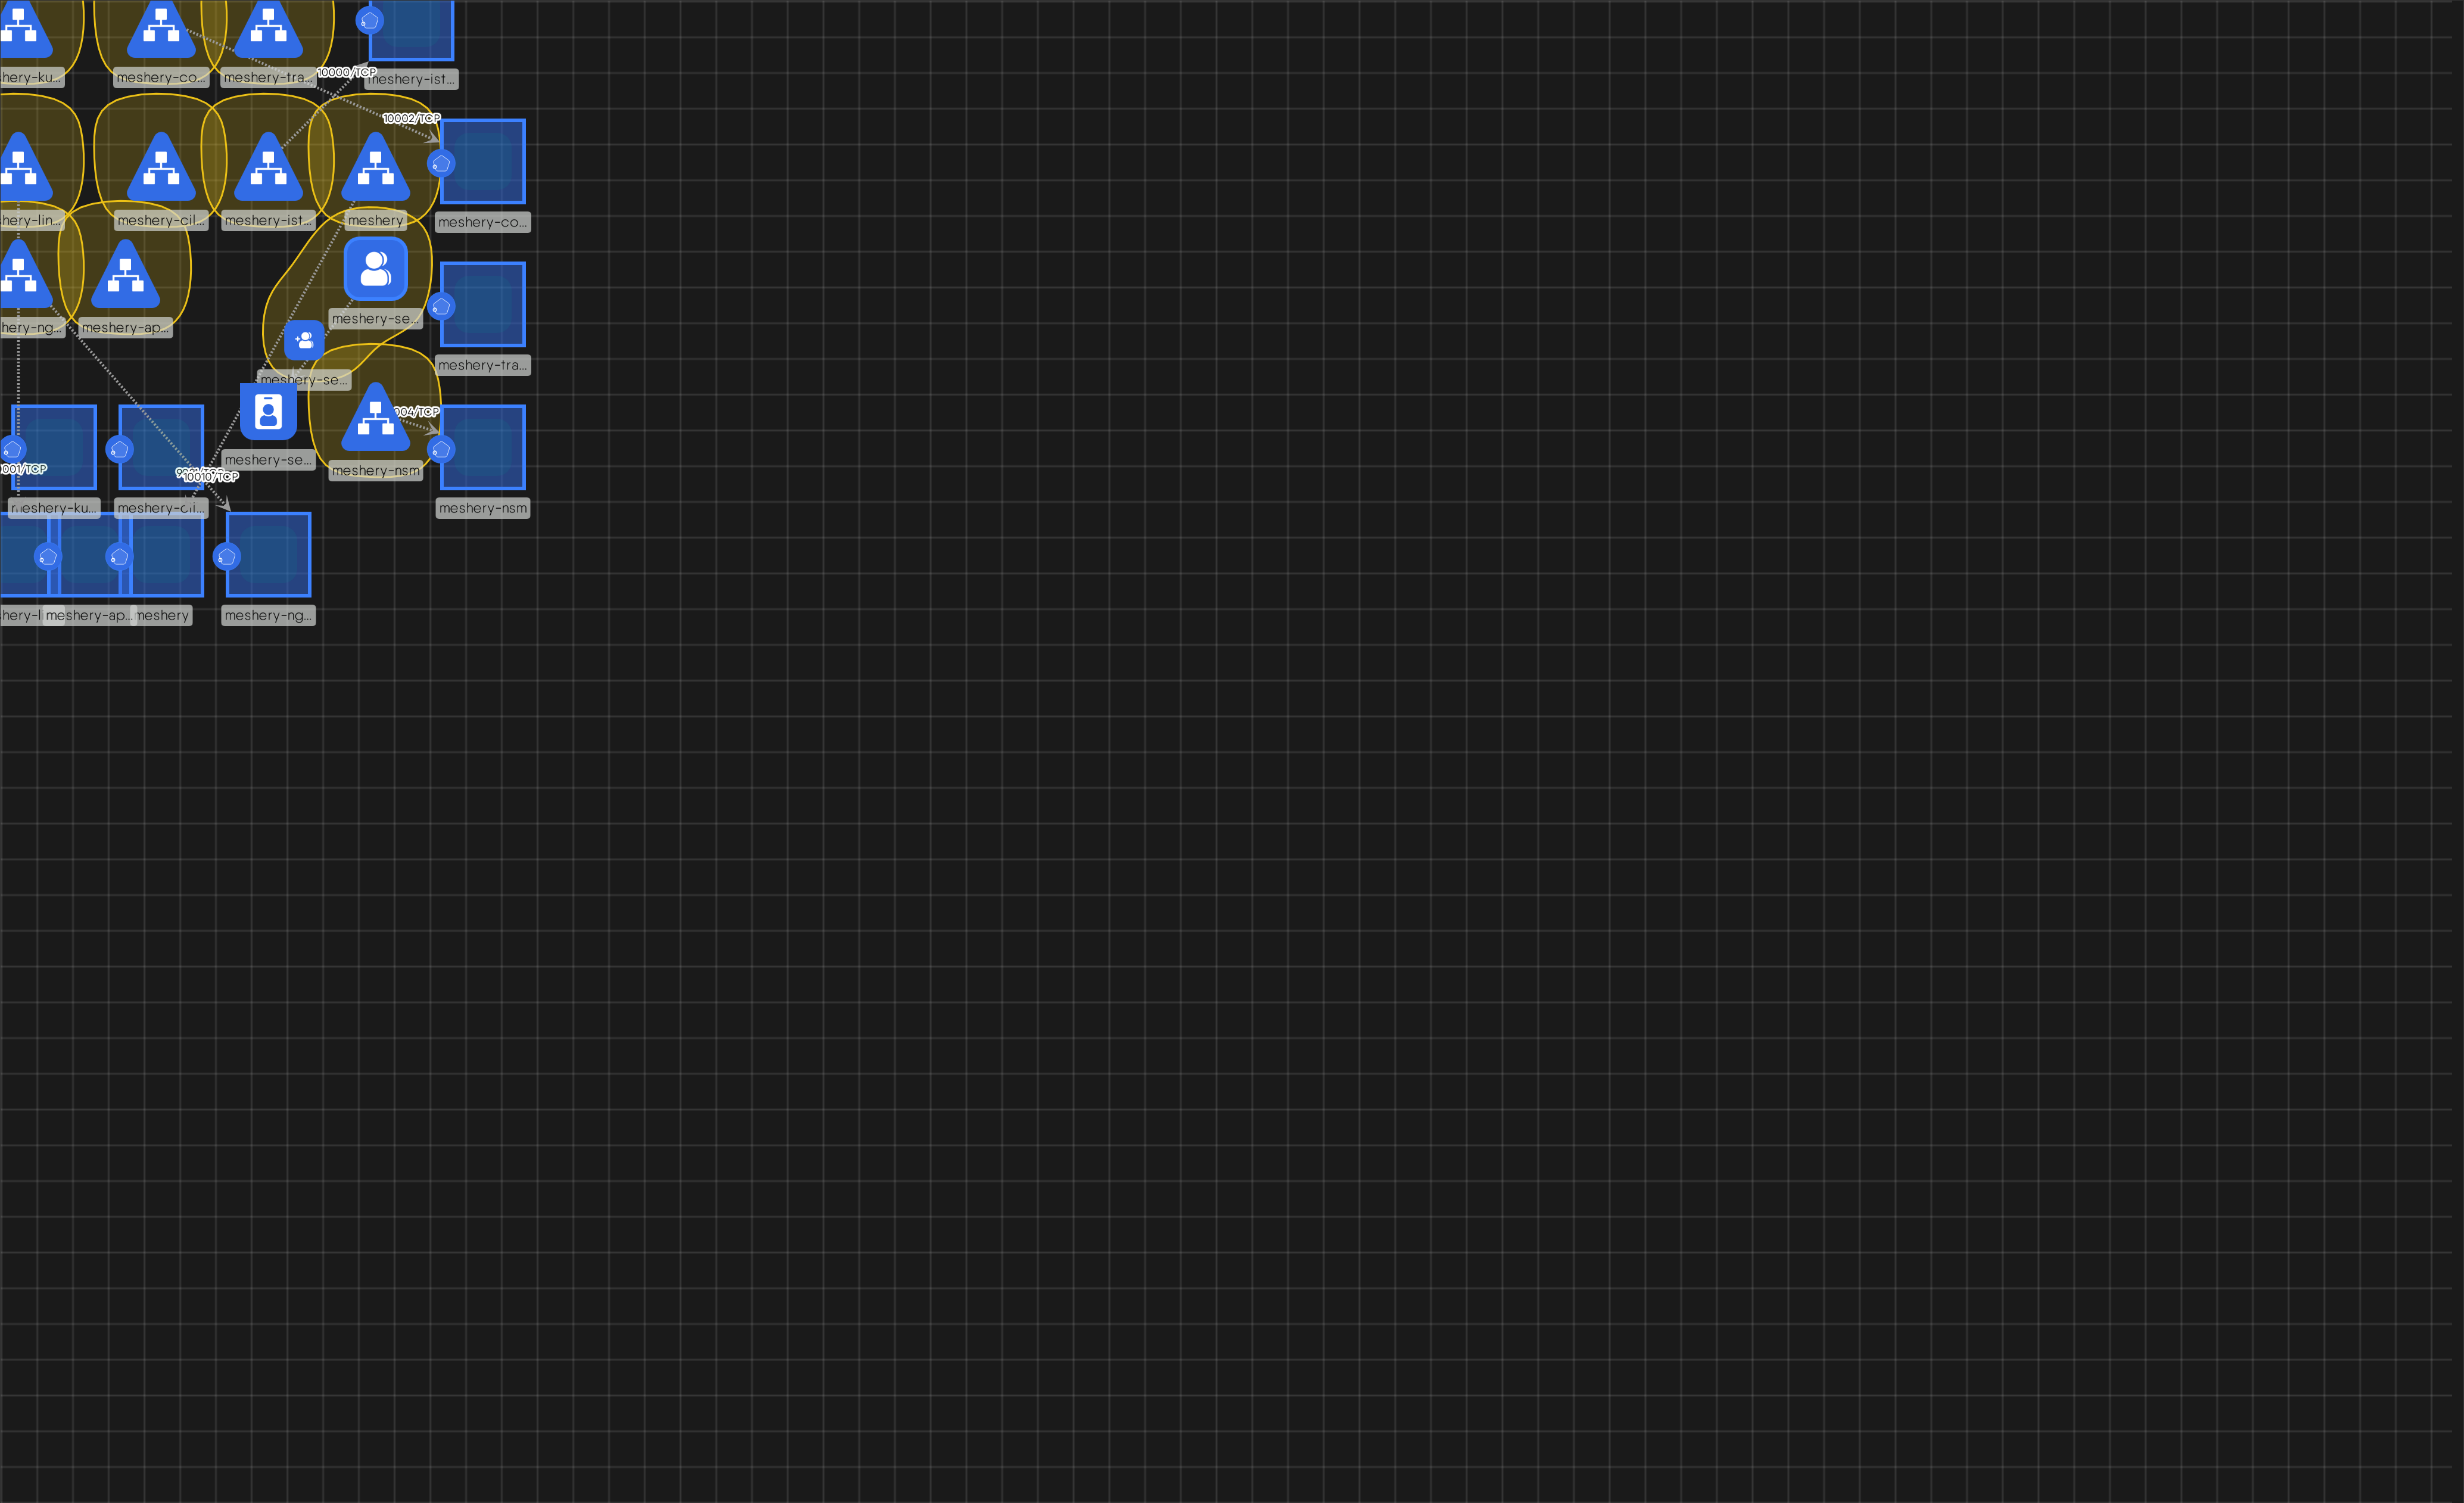 hery-ku...
meshery-co...
meshery-tra...
10000/TCP
meshery-ist...
10002/TCP
hery-lin...
meshery-cil...
meshery-ist...
meshery
meshery-co...
hery-ng...
meshery-ap...
meshery-se...
meshery-tra...
meshery-se...
004/TCP
meshery-se...
meshery-nsm
001/TCP
10010/TCP
meshery-ku...
meshery-cil...
meshery-nsm
hery-l
meshery-ap...
meshery
meshery-ng...